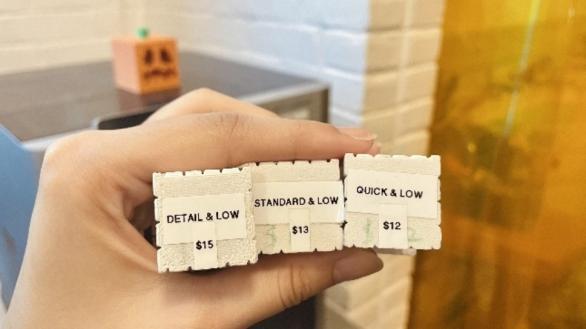 DETAIL & LOW
$15
STANDARD & LOW
$13
QUICK & LOW
$12